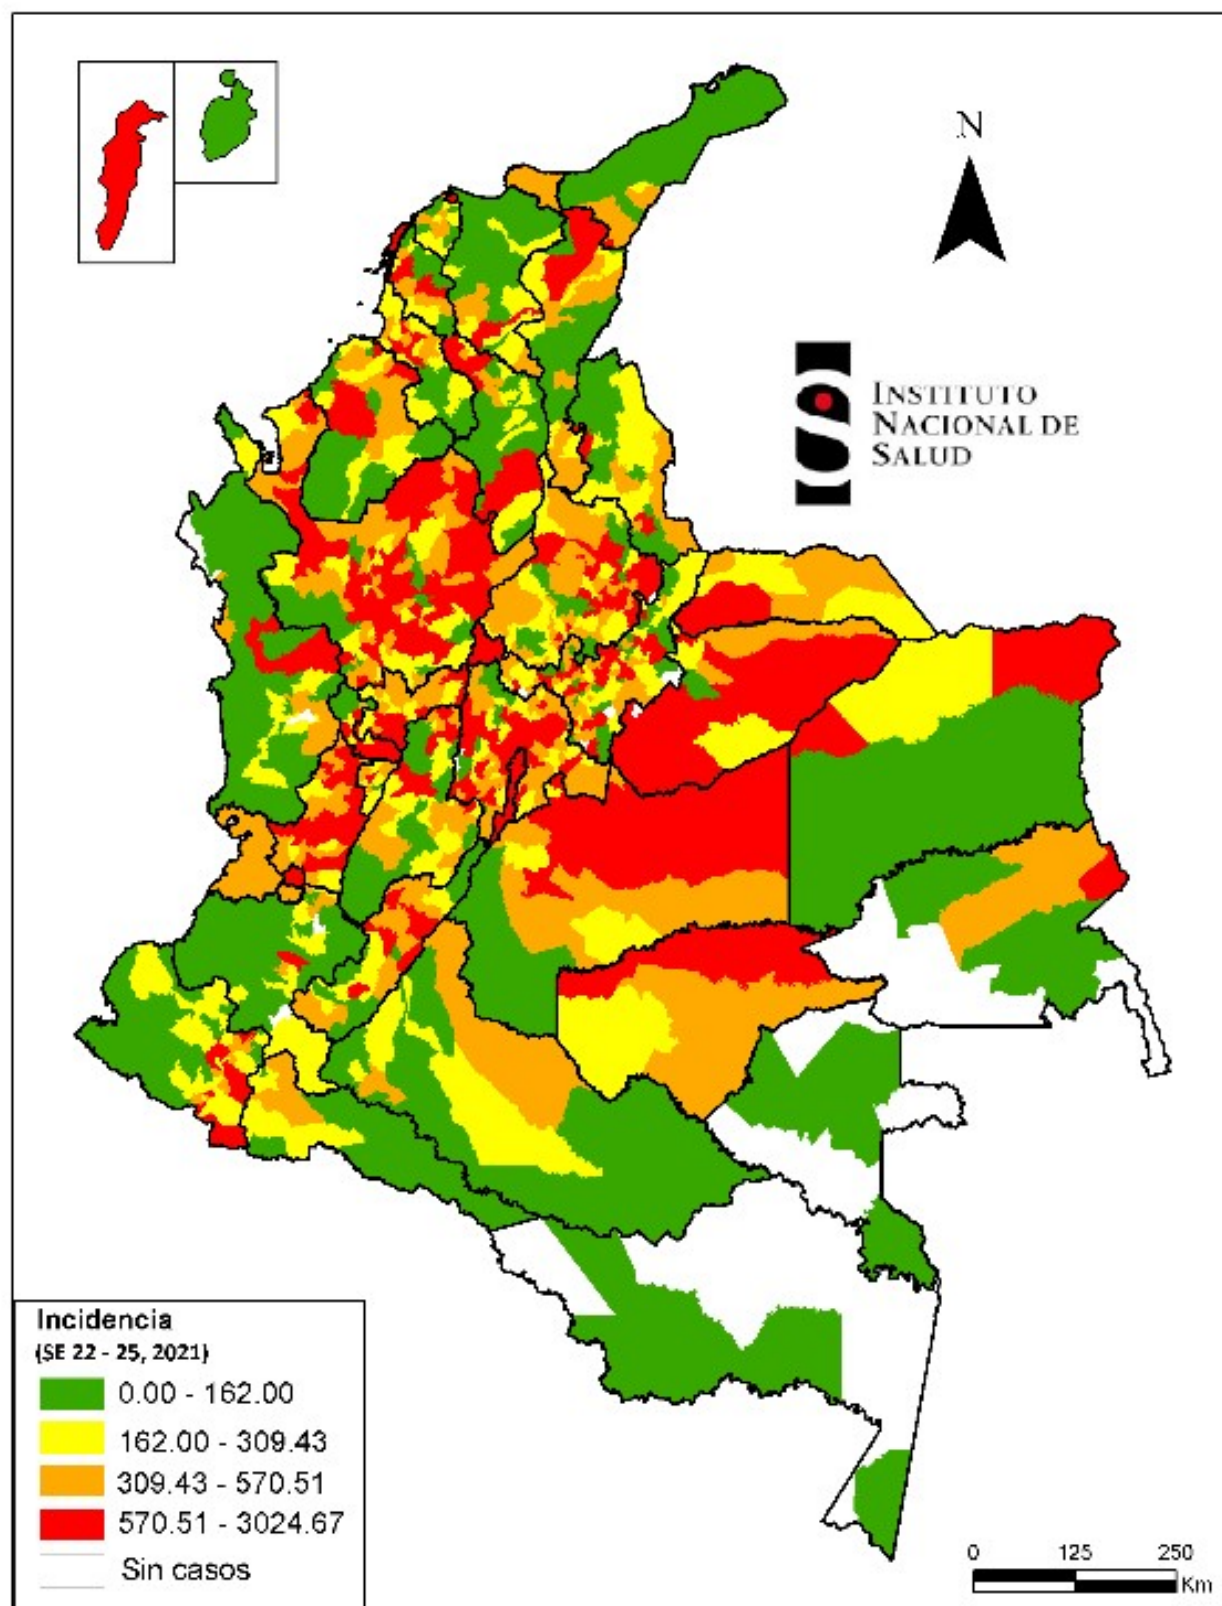 N
INSTITUTO
NACIONAL DE
SALUD
Incidencia
(SE 22 - 25, 2021)
0.00 - 162.00
162.00 - 309.43
309.43 - 570.51
570.51 - 3024.67
Sin casos
0 125 250
Km